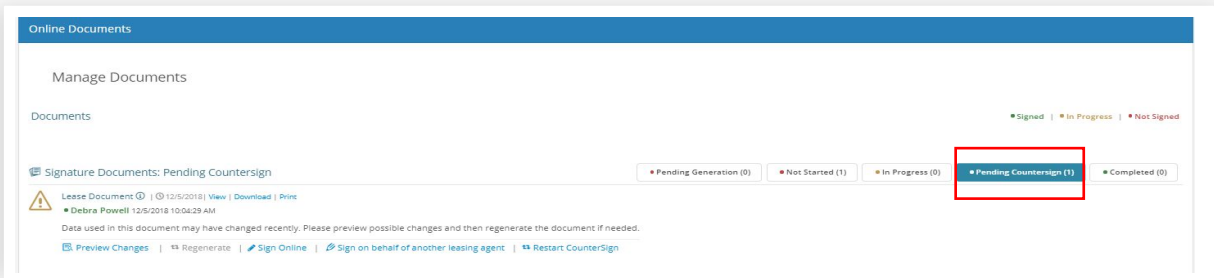 Online Documents
Manage Documents
Documents
Signed | In Progress | Not Signed
Signature Documents: Pending Countersign
Pending Generation (0)
Not Started (1)
In Progress (0)
Pending Countersign (1)
Completed (0)
Lease Document | 12/5/2018| View | Download | Print
Debra Powell 12/5/2018 10:04:29 AM
Data used in this document may have changed recently. Please preview possible changes and then regenerate the document if needed.
Preview Changes | Regenerate | Sign Online | Sign on behalf of another leasing agent | Restart CounterSign